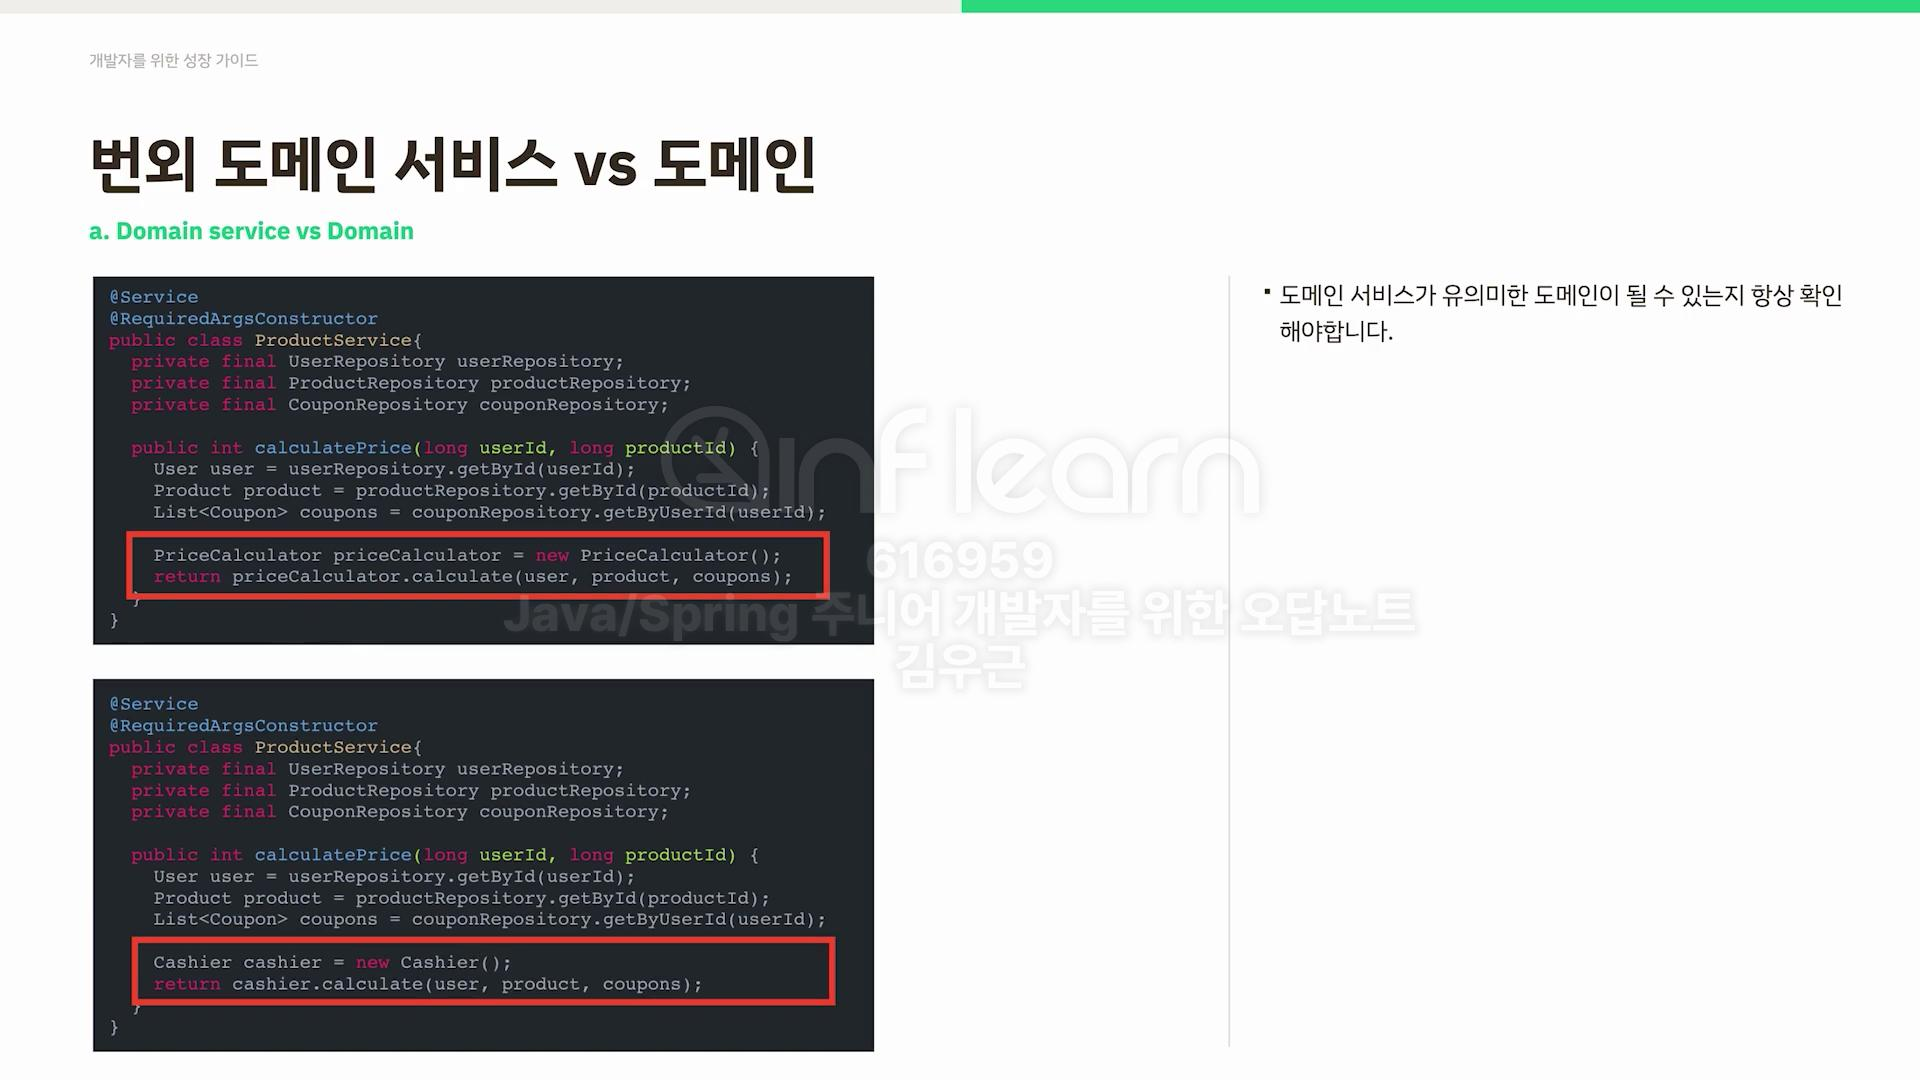 개발자를 위한 성장 가이드
번외 도메인 서비스 vs 도메인
a. Domain service vs Domain
@Service
@RequiredArgsConstructor
public class ProductService{
  private final UserRepository userRepository;
  private final ProductRepository productRepository;
  private final CouponRepository couponRepository;

  public int calculatePrice(long userId, long productId) {
    User user = userRepository.getById(userId);
    Product product = productRepository.getById(productId);
    List<Coupon> coupons = couponRepository.getByUserId(userId);

    PriceCalculator priceCalculator = new PriceCalculator();
    return priceCalculator.calculate(user, product, coupons);
  }
}
@Service
@RequiredArgsConstructor
public class ProductService{
  private final UserRepository userRepository;
  private final ProductRepository productRepository;
  private final CouponRepository couponRepository;

  public int calculatePrice(long userId, long productId) {
    User user = userRepository.getById(userId);
    Product product = productRepository.getById(productId);
    List<Coupon> coupons = couponRepository.getByUserId(userId);

    Cashier cashier = new Cashier();
    return cashier.calculate(user, product, coupons);
  }
}
▪ 도메인 서비스가 유의미한 도메인이 될 수 있는지 항상 확인
해야합니다.
inflearn
616959
Java/Spring 주니어 개발자를 위한 오답노트
김우근